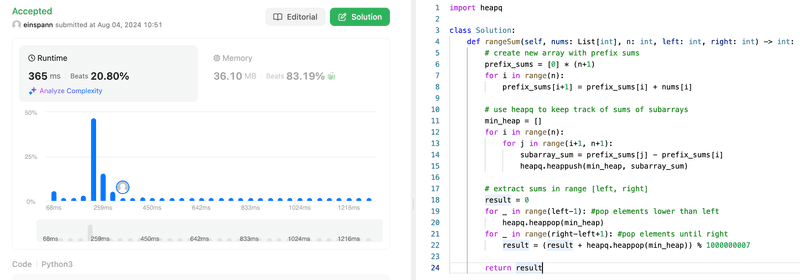 Accepted
einspann submitted at Aug 04, 2024 10:51
Editorial
Solution
Runtime
365 ms | Beats 20.80%
Analyze Complexity
Memory
36.10 MB Beats 83.19%
50%
25%
0%
68ms 259ms 450ms 642ms 833ms 1024ms 1216ms
68ms 259ms 450ms 642ms 833ms 1024ms 1216ms
Code | Python3
1 import heapq
2
3 class Solution:
4     def rangeSum(self, nums: List[int], n: int, left: int, right: int) -> int:
5         # create new array with prefix sums
6         prefix_sums = [0] * (n+1)
7         for i in range(n):
8             prefix_sums[i+1] = prefix_sums[i] + nums[i]
9
10         # use heapq to keep track of sums of subarrays
11         min_heap = []
12         for i in range(n):
13             for j in range(i+1, n+1):
14                 subarray_sum = prefix_sums[j] - prefix_sums[i]
15                 heapq.heappush(min_heap, subarray_sum)
16
17         # extract sums in range [left, right]
18         result = 0
19         for _ in range(left-1): #pop elements lower than left
20             heapq.heappop(min_heap)
21         for _ in range(right-left+1): #pop elements until right
22             result = (result + heapq.heappop(min_heap)) % 1000000007
23
24         return result